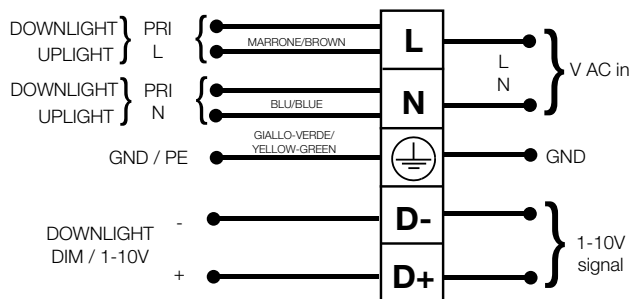 DOWNLIGHT } PRI {
UPLIGHT L
MARRONE/BROWN
L
L
N
} V AC in
DOWNLIGHT } PRI {
UPLIGHT N
BLU/BLUE
N
GIALLO-VERDE/
YELLOW-GREEN
GND / PE
GND
DOWNLIGHT
DIM / 1-10V
-
+
D-
D+
} 1-10V
signal